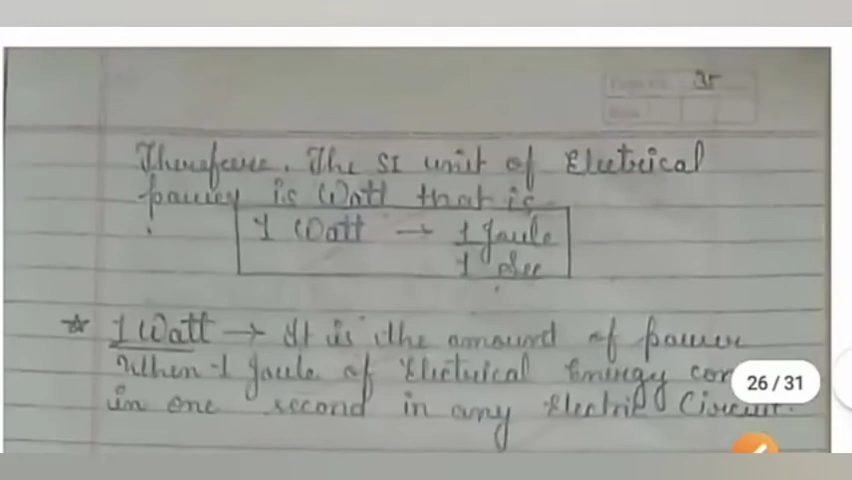 35
Therefore. The SI unit of Electrical
power is Watt that is
1 Watt → 1 Joule
1 Sec
☆ 1 Watt → It is the amount of power
When 1 Joule of Electrical Energy con
26 / 31
in one second in any Electric Circuit.